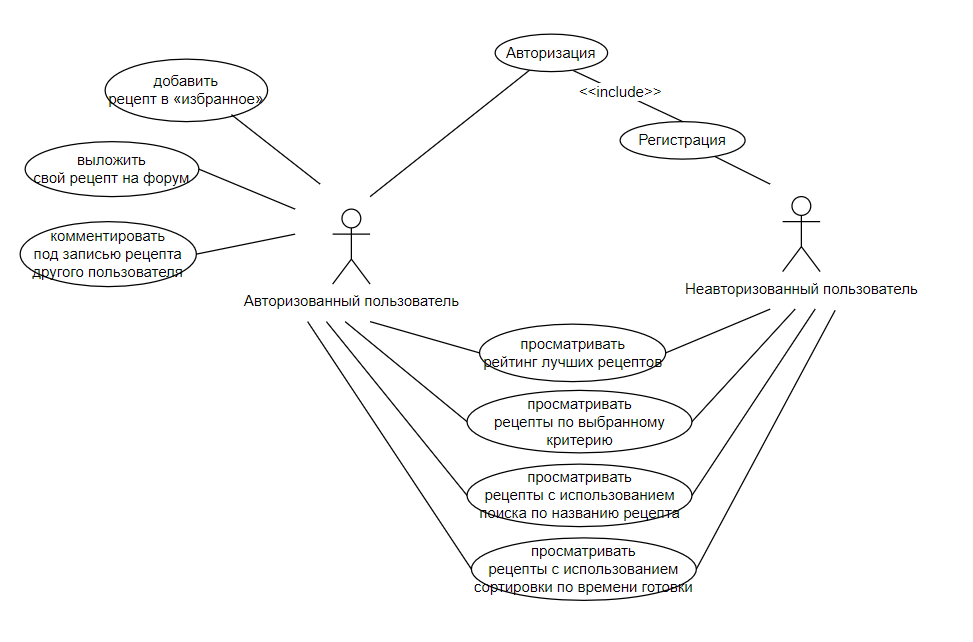 Авторизация
<<include>>
Регистрация
добавить
рецепт в «избранное»
выложить
свой рецепт на форум
комментировать
под записью рецепта
другого пользователя
Авторизованный пользователь
Неавторизованный пользователь
просматривать
рейтинг лучших рецептов
просматривать
рецепты по выбранному
критерию
просматривать
рецепты с использованием
поиска по названию рецепта
просматривать
рецепты с использованием
сортировки по времени готовки